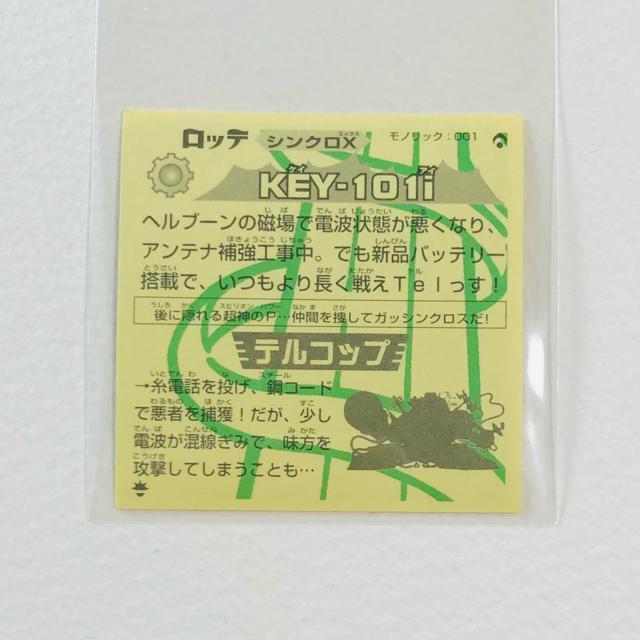 ロッテ シンクロX モノリック：001
KEY-101i
ヘルブーンの磁場で電波状態が悪くなり、
アンテナ補強工事中。でも新品バッテリー
搭載で、いつもより長く戦えＴｅｌっす！
後に隠れる超神のP…仲間を捜してガッシンクロスだ！
テルコップ
→糸電話を投げ、鋼コード
で悪者を捕獲！だが、少し
電波が混線ぎみで、味方を
攻撃してしまうことも…